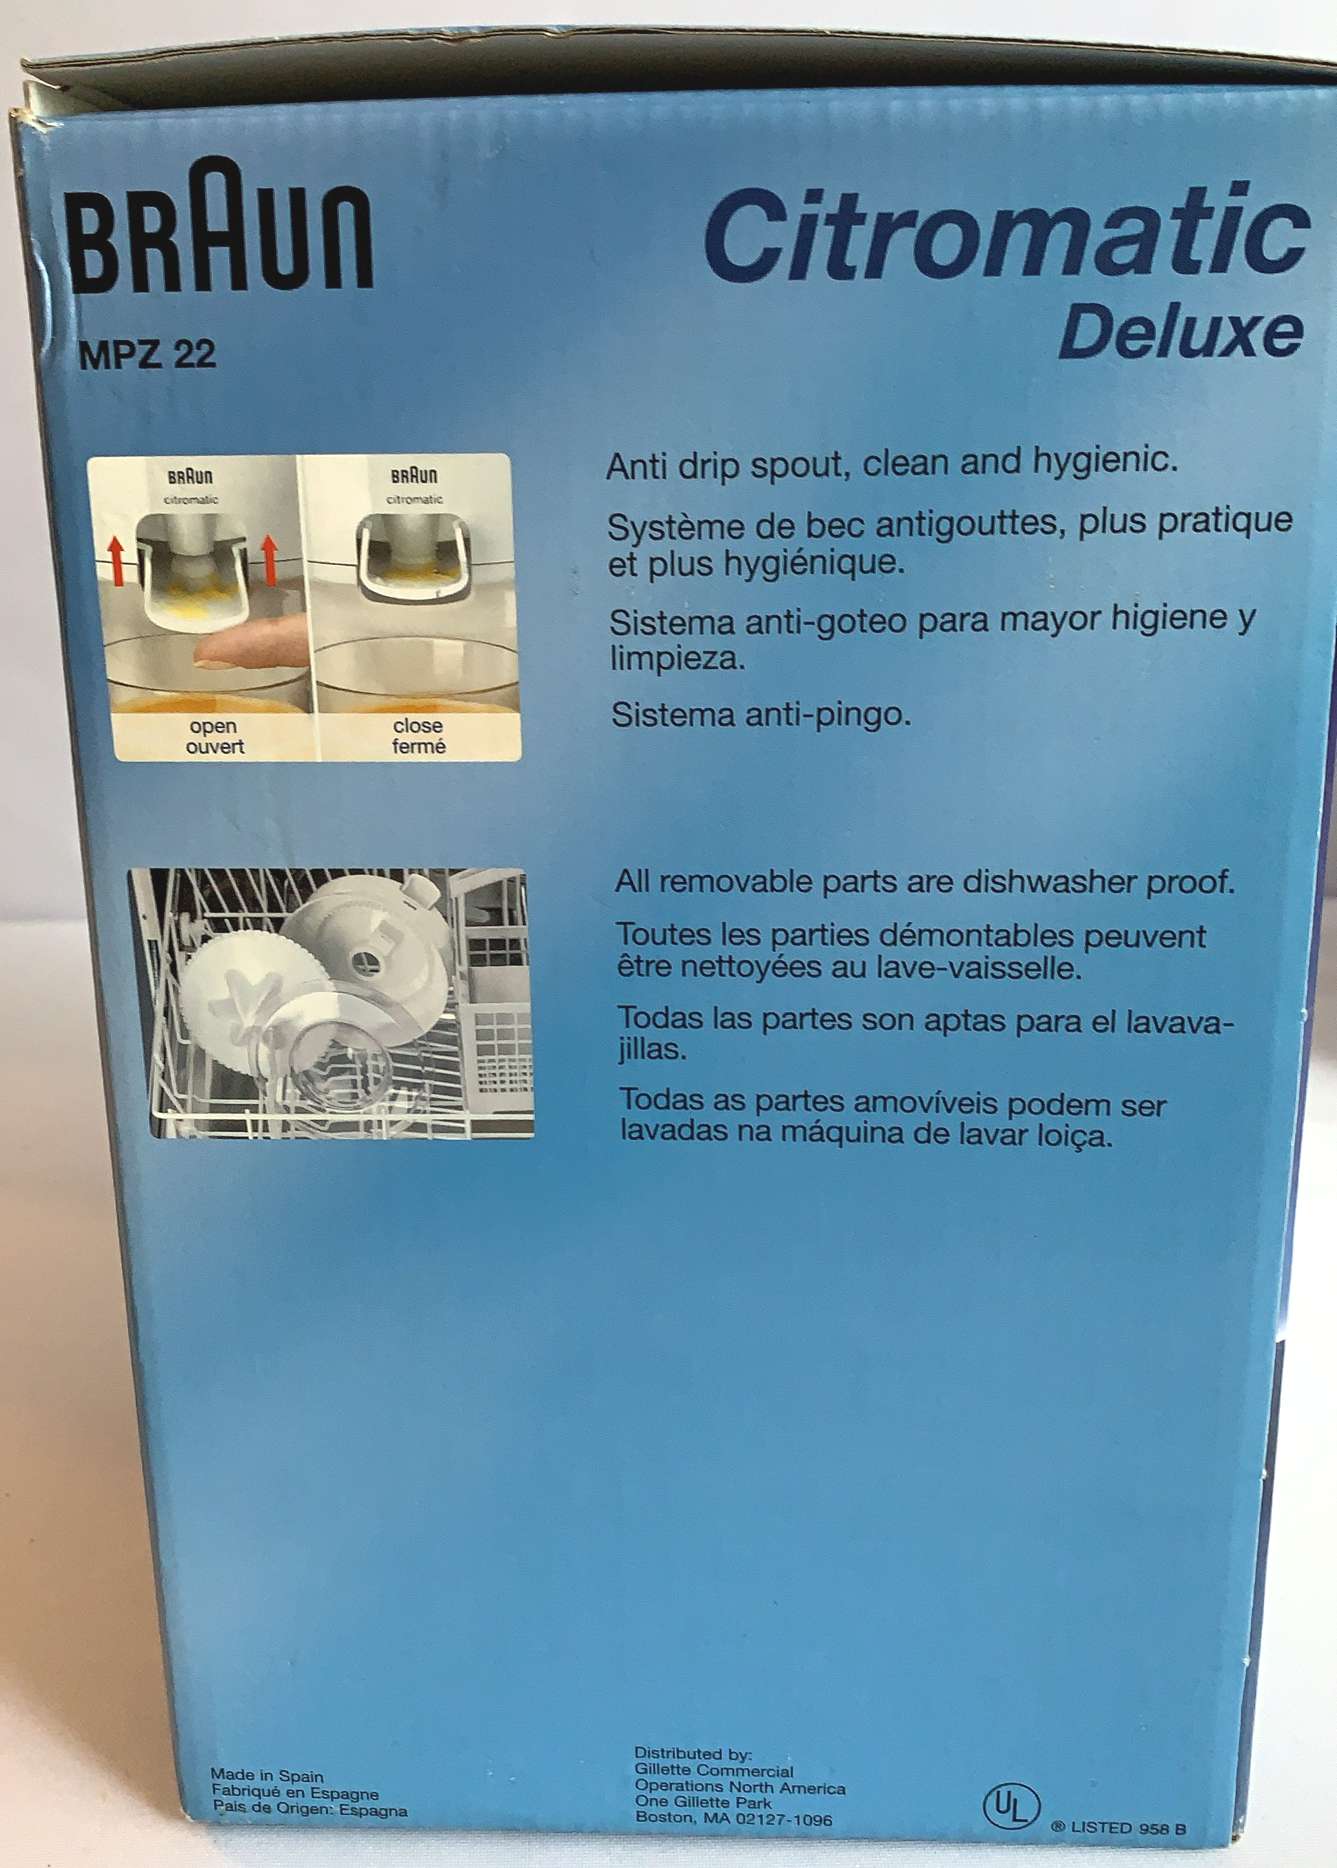 BRAUN
Citromatic
Deluxe
MPZ 22
BRAUN
citromatic
BRAUN
citromatic
open
ouvert
close
fermé
Anti drip spout, clean and hygienic.
Système de bec antigouttes, plus pratique
et plus hygiénique.
Sistema anti-goteo para mayor higiene y
limpieza.
Sistema anti-pingo.
All removable parts are dishwasher proof.
Toutes les parties démontables peuvent
être nettoyées au lave-vaisselle.
Todas las partes son aptas para el lavava-
jillas.
Todas as partes amovíveis podem ser
lavadas na máquina de lavar loiça.
Made in Spain
Fabriqué en Espagne
Pais de Origen: Espagna
Distributed by:
Gillette Commercial
Operations North America
One Gillette Park
Boston, MA 02127-1096
UL
® LISTED 958 B